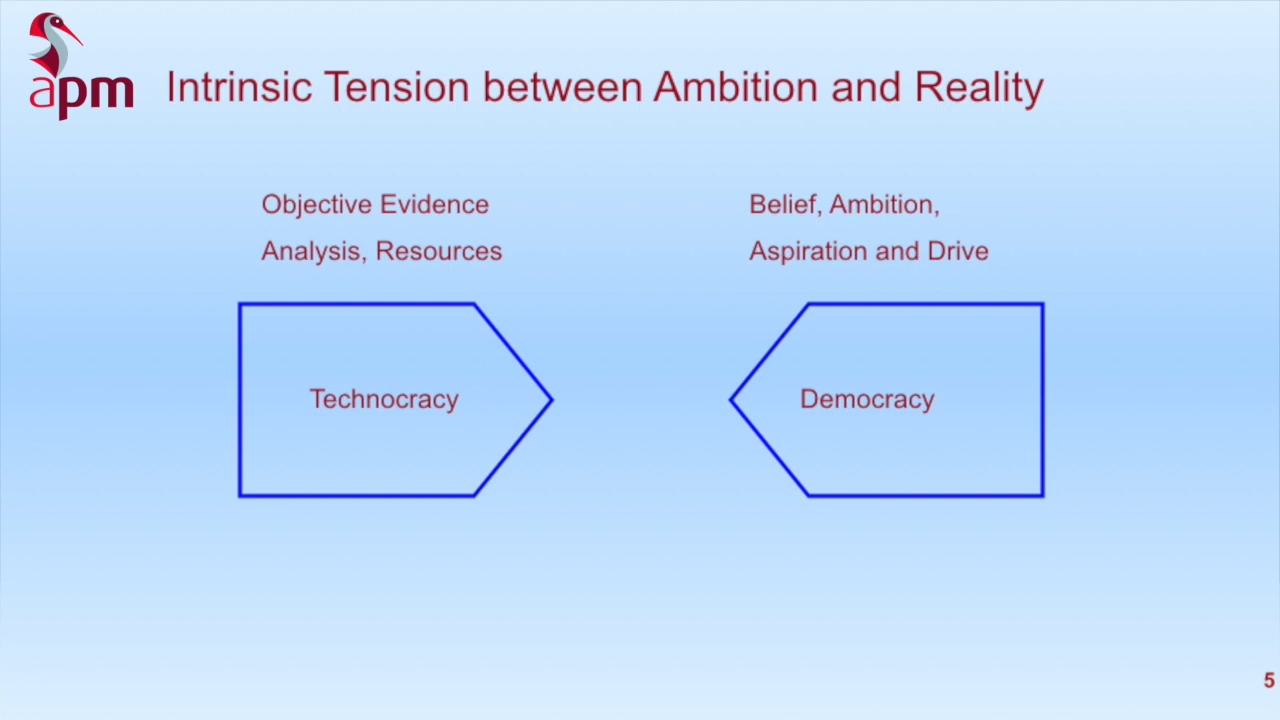 apm
Intrinsic Tension between Ambition and Reality
Objective Evidence
Analysis, Resources
Belief, Ambition,
Aspiration and Drive
Technocracy
Democracy
5